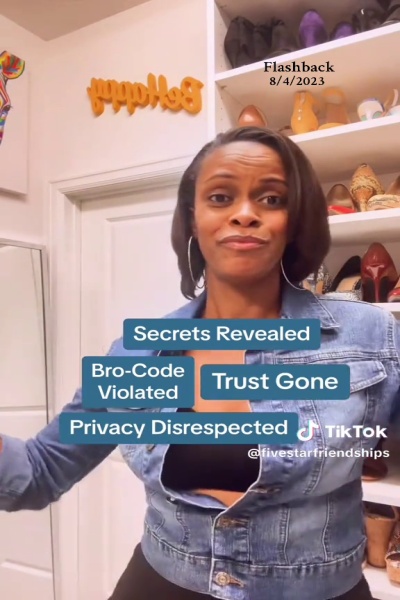 Flashback
8/4/2023
BeHappy
Secrets Revealed
Bro-Code
Violated
Trust Gone
Privacy Disrespected
TikTok
@fivestarfriendships